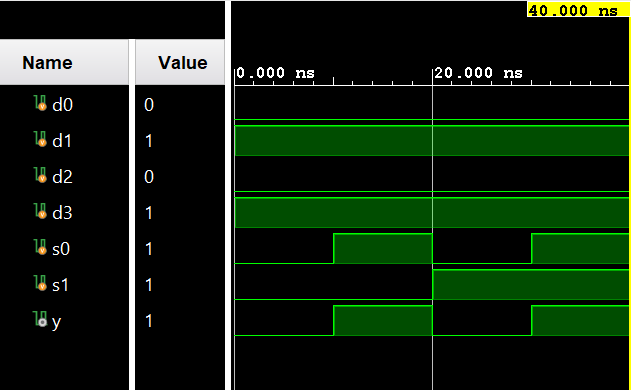 40.000 ns
Name Value
0.000 ns 20.000 ns
d0 0
d1 1
d2 0
d3 1
s0 1
s1 1
y 1